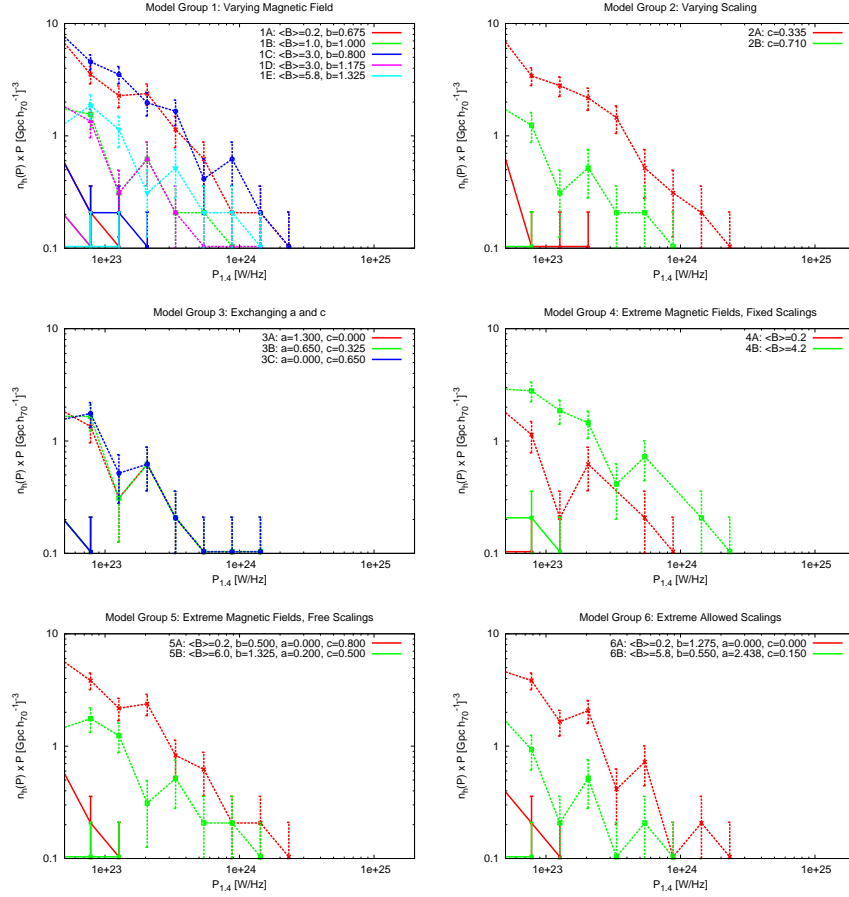 Model Group 1: Varying Magnetic Field
10
1
0.1
n_h(P) x P [Gpc h_70^-1]^-3
1A: <B>=0.2, b=0.675
1B: <B>=1.0, b=1.000
1C: <B>=3.0, b=0.800
1D: <B>=3.0, b=1.175
1E: <B>=5.8, b=1.325
1e+23 1e+24 1e+25
P_1.4 [W/Hz]
Model Group 2: Varying Scaling
10
1
0.1
n_h(P) x P [Gpc h_70^-1]^-3
2A: c=0.335
2B: c=0.710
1e+23 1e+24 1e+25
P_1.4 [W/Hz]
Model Group 3: Exchanging a and c
10
1
0.1
n_h(P) x P [Gpc h_70^-1]^-3
3A: a=1.300, c=0.000
3B: a=0.650, c=0.325
3C: a=0.000, c=0.650
1e+23 1e+24 1e+25
P_1.4 [W/Hz]
Model Group 4: Extreme Magnetic Fields, Fixed Scalings
10
1
0.1
n_h(P) x P [Gpc h_70^-1]^-3
4A: <B>=0.2
4B: <B>=4.2
1e+23 1e+24 1e+25
P_1.4 [W/Hz]
Model Group 5: Extreme Magnetic Fields, Free Scalings
10
1
0.1
n_h(P) x P [Gpc h_70^-1]^-3
5A: <B>=0.2, b=0.500, a=0.000, c=0.800
5B: <B>=6.0, b=1.325, a=0.200, c=0.500
1e+23 1e+24 1e+25
P_1.4 [W/Hz]
Model Group 6: Extreme Allowed Scalings
10
1
0.1
n_h(P) x P [Gpc h_70^-1]^-3
6A: <B>=0.2, b=1.275, a=0.000, c=0.000
6B: <B>=5.8, b=0.550, a=2.438, c=0.150
1e+23 1e+24 1e+25
P_1.4 [W/Hz]